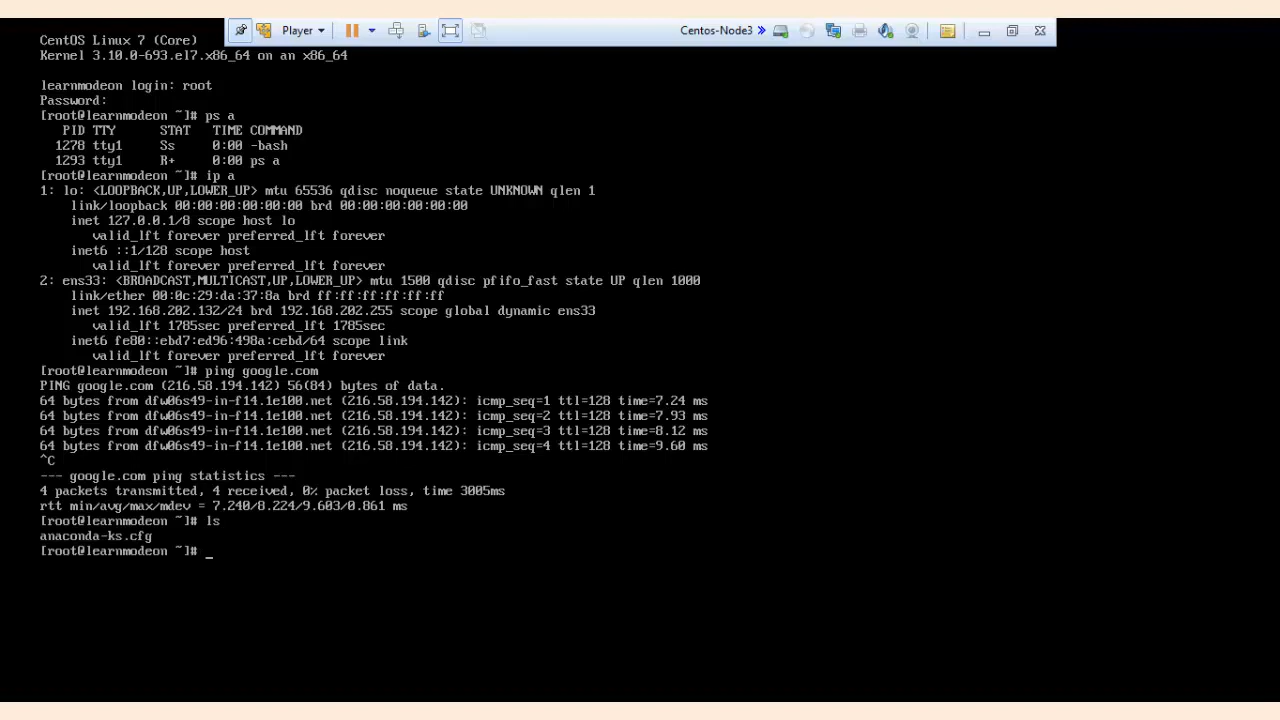 Player
Centos-Node3
CentOS Linux 7 (Core)
Kernel 3.10.0-693.el7.x86_64 on an x86_64
learnmodeon login: root
Password:
[root@learnmodeon ~]# ps a
PID TTY STAT TIME COMMAND
1278 tty1 Ss 0:00 -bash
1293 tty1 R+ 0:00 ps a
[root@learnmodeon ~]# ip a
1: lo: <LOOPBACK,UP,LOWER_UP> mtu 65536 qdisc noqueue state UNKNOWN qlen 1
link/loopback 00:00:00:00:00:00 brd 00:00:00:00:00:00
inet 127.0.0.1/8 scope host lo
valid_lft forever preferred_lft forever
inet6 ::1/128 scope host
valid_lft forever preferred_lft forever
2: ens33: <BROADCAST,MULTICAST,UP,LOWER_UP> mtu 1500 qdisc pfifo_fast state UP qlen 1000
link/ether 00:0c:29:da:37:8a brd ff:ff:ff:ff:ff:ff
inet 192.168.202.132/24 brd 192.168.202.255 scope global dynamic ens33
valid_lft 1785sec preferred_lft 1785sec
inet6 fe80::ebd7:ed96:498a:cebd/64 scope link
valid_lft forever preferred_lft forever
[root@learnmodeon ~]# ping google.com
PING google.com (216.58.194.142) 56(84) bytes of data.
64 bytes from dfw06s49-in-f14.1e100.net (216.58.194.142): icmp_seq=1 ttl=128 time=7.24 ms
64 bytes from dfw06s49-in-f14.1e100.net (216.58.194.142): icmp_seq=2 ttl=128 time=7.93 ms
64 bytes from dfw06s49-in-f14.1e100.net (216.58.194.142): icmp_seq=3 ttl=128 time=8.12 ms
64 bytes from dfw06s49-in-f14.1e100.net (216.58.194.142): icmp_seq=4 ttl=128 time=9.60 ms
^C
--- google.com ping statistics ---
4 packets transmitted, 4 received, 0% packet loss, time 3005ms
rtt min/avg/max/mdev = 7.240/8.224/9.603/0.861 ms
[root@learnmodeon ~]# ls
anaconda-ks.cfg
[root@learnmodeon ~]# _